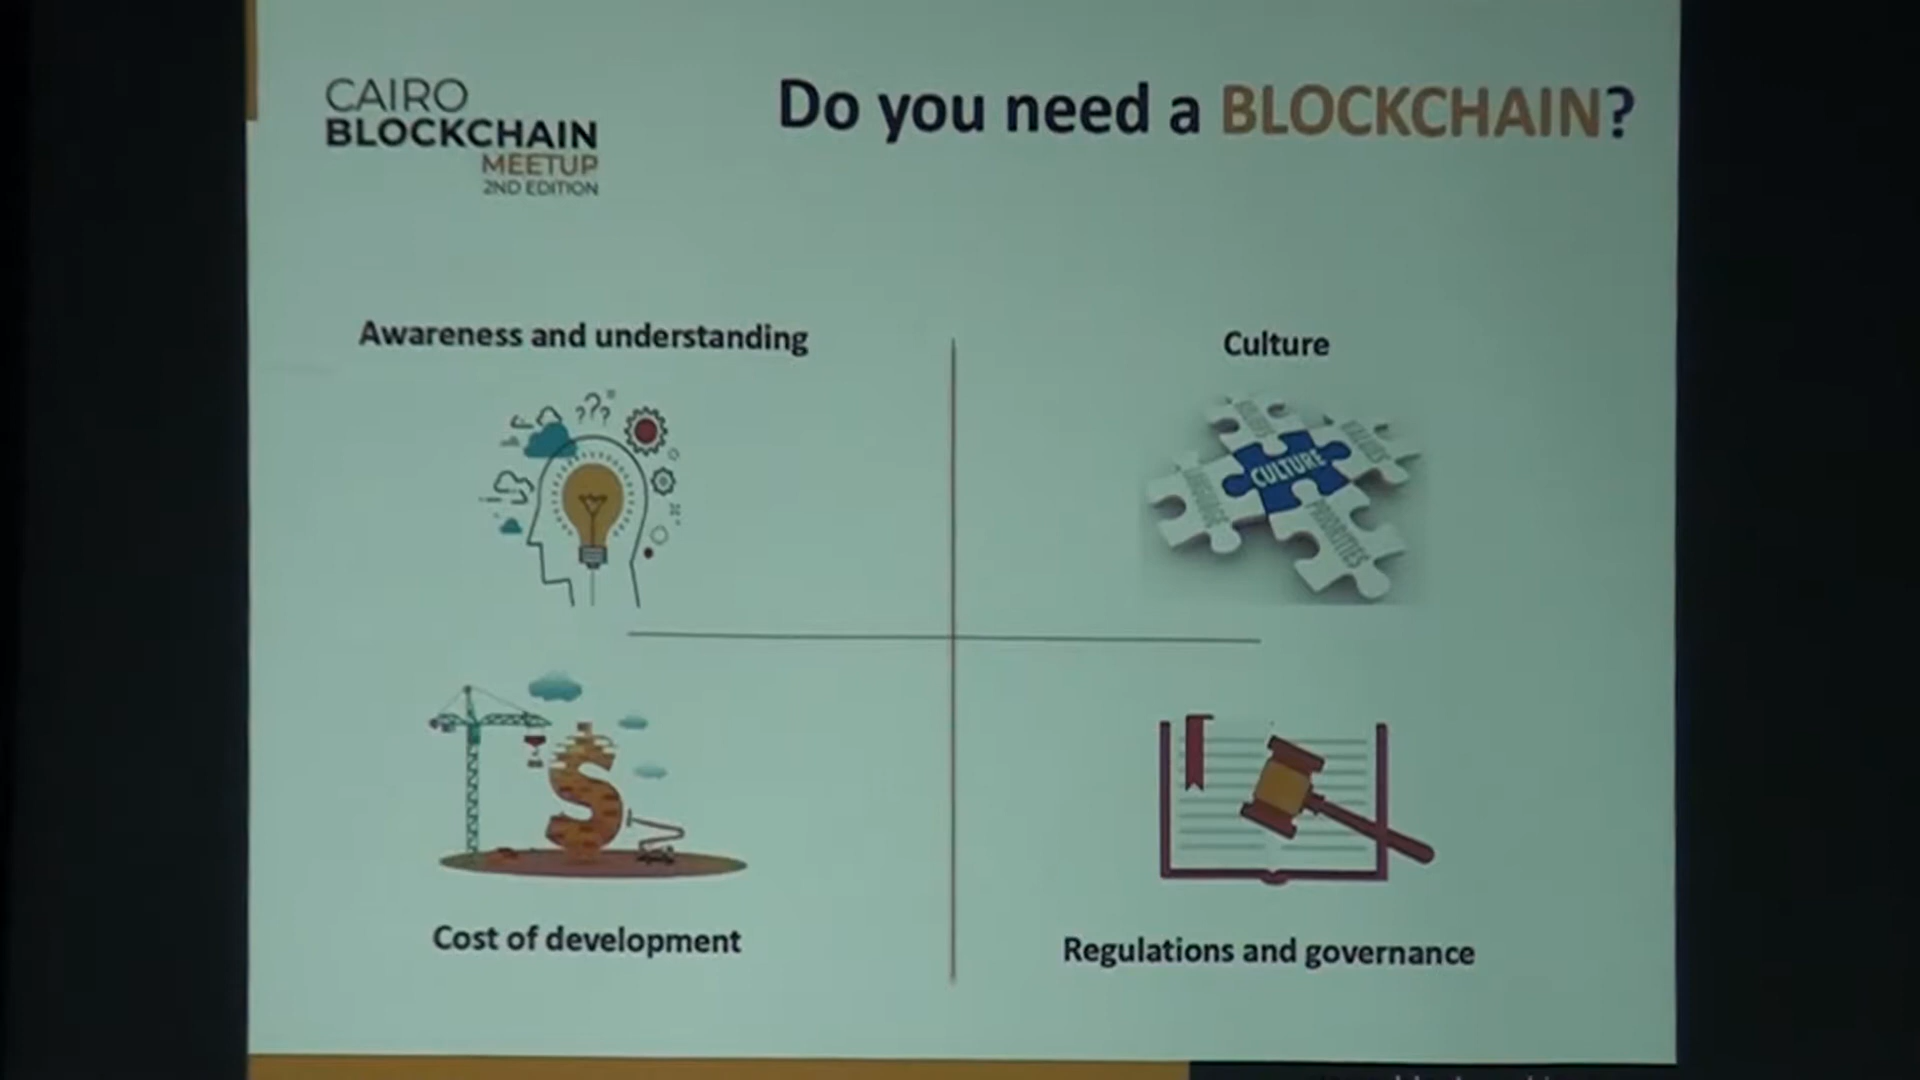 CAIRO
BLOCKCHAIN
MEETUP
2ND EDITION
Do you need a BLOCKCHAIN?
Awareness and understanding
???
Culture
CULTURE
PRIORITIES
Cost of development
$
Regulations and governance